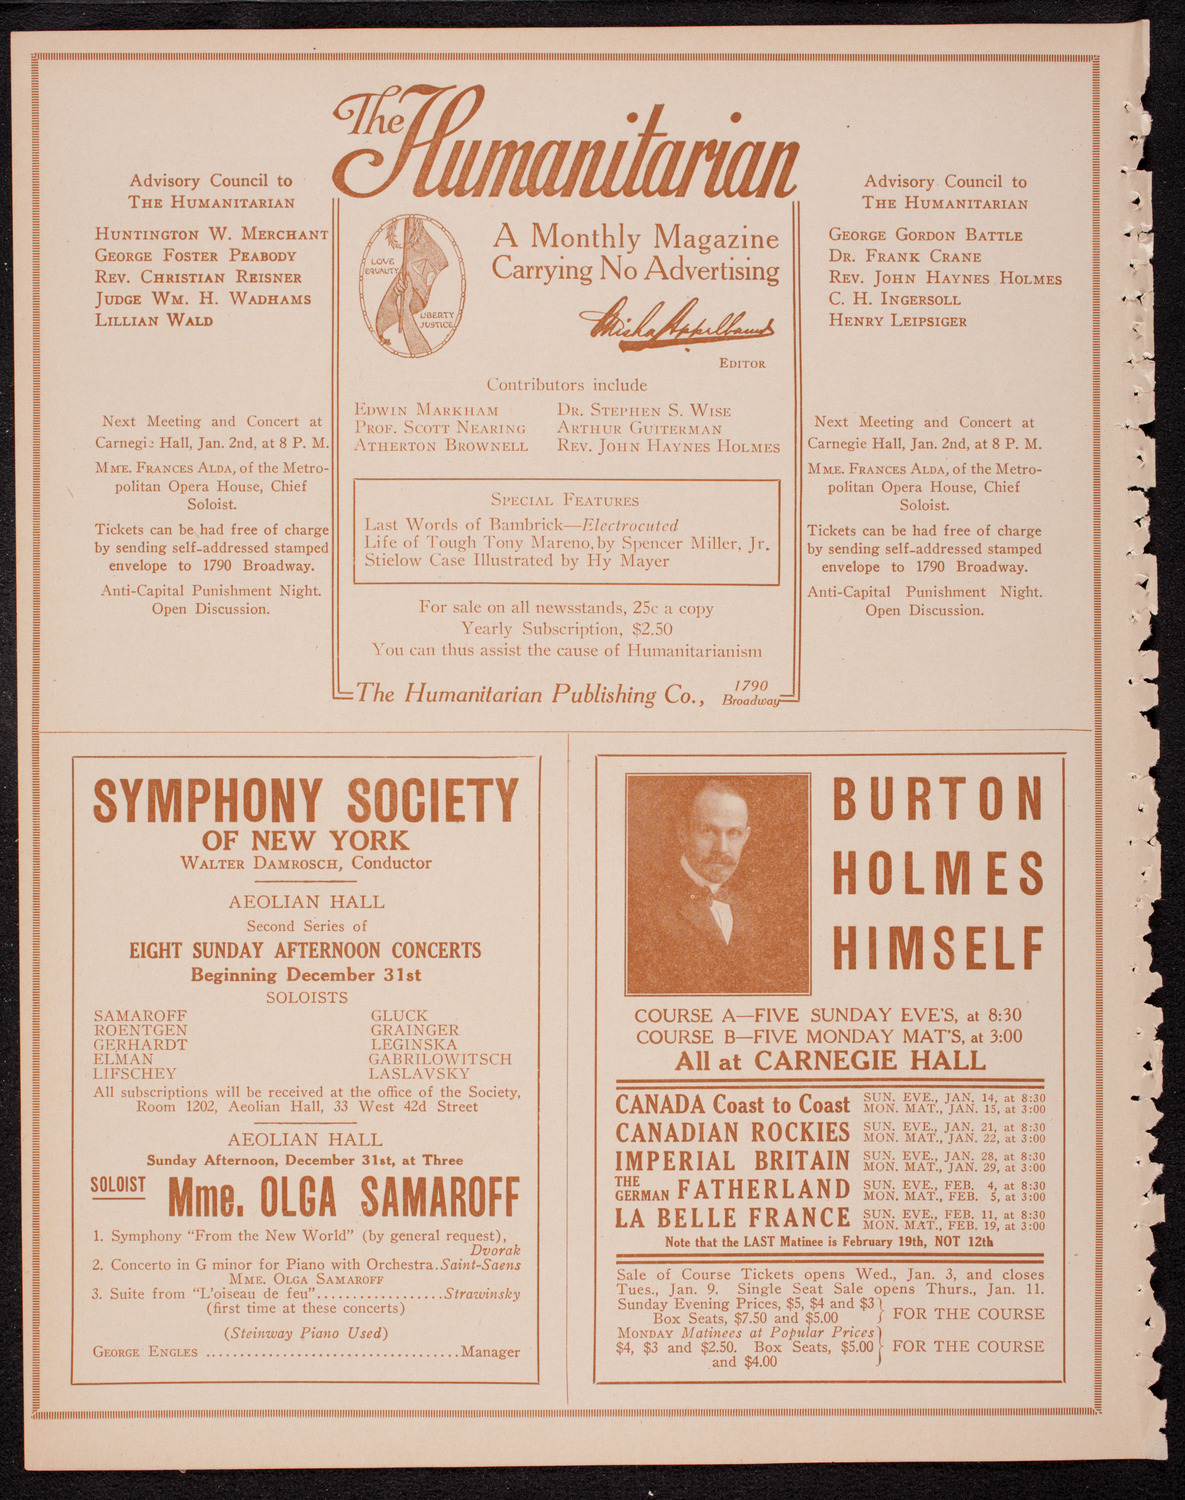 The Humanitarian
Advisory Council to
THE HUMANITARIAN
HUNTINGTON W. MERCHANT
GEORGE FOSTER PEABODY
REV. CHRISTIAN REISNER
JUDGE WM. H. WADHAMS
LILLIAN WALD
Next Meeting and Concert at
Carnegie Hall, Jan. 2nd, at 8 P. M.
MME. FRANCES ALDA, of the Metro-
politan Opera House, Chief
Soloist.
Tickets can be had free of charge
by sending self-addressed stamped
envelope to 1790 Broadway.
Anti-Capital Punishment Night.
Open Discussion.
LOVE
EQUALITY
LIBERTY
JUSTICE
A Monthly Magazine
Carrying No Advertising
Misha Appelbaum
EDITOR
Contributors include
EDWIN MARKHAM
PROF. SCOTT NEARING
ATHERTON BROWNELL
DR. STEPHEN S. WISE
ARTHUR GUITERMAN
REV. JOHN HAYNES HOLMES
SPECIAL FEATURES
Last Words of Bambrick—Electrocuted
Life of Tough Tony Mareno, by Spencer Miller, Jr.
Stielow Case Illustrated by Hy Mayer
For sale on all newsstands, 25c a copy
Yearly Subscription, $2.50
You can thus assist the cause of Humanitarianism
The Humanitarian Publishing Co., 1790
Broadway
Advisory Council to
THE HUMANITARIAN
GEORGE GORDON BATTLE
DR. FRANK CRANE
REV. JOHN HAYNES HOLMES
C. H. INGERSOLL
HENRY LEIPSIGER
Next Meeting and Concert at
Carnegie Hall, Jan. 2nd, at 8 P. M.
MME. FRANCES ALDA, of the Metro-
politan Opera House, Chief
Soloist.
Tickets can be had free of charge
by sending self-addressed stamped
envelope to 1790 Broadway.
Anti-Capital Punishment Night.
Open Discussion.
SYMPHONY SOCIETY
OF NEW YORK
WALTER DAMROSCH, Conductor
AEOLIAN HALL
Second Series of
EIGHT SUNDAY AFTERNOON CONCERTS
Beginning December 31st
SOLOISTS
SAMAROFF
ROENTGEN
GERHARDT
ELMAN
LIFSCHEY
GLUCK
GRAINGER
LEGINSKA
GABRILOWITSCH
LASLAVSKY
All subscriptions will be received at the office of the Society,
Room 1202, Aeolian Hall, 33 West 42d Street
AEOLIAN HALL
Sunday Afternoon, December 31st, at Three
SOLOIST Mme. OLGA SAMAROFF
1. Symphony "From the New World" (by general request),
Dvorak
2. Concerto in G minor for Piano with Orchestra.Saint-Saens
MME. OLGA SAMAROFF
3. Suite from "L'oiseau de feu"..................Strawinsky
(first time at these concerts)
(Steinway Piano Used)
GEORGE ENGLES .....................................Manager
BURTON
HOLMES
HIMSELF
COURSE A—FIVE SUNDAY EVE'S, at 8:30
COURSE B—FIVE MONDAY MAT'S, at 3:00
All at CARNEGIE HALL
CANADA Coast to Coast SUN. EVE., JAN. 14, at 8:30
MON. MAT., JAN. 15, at 3:00
CANADIAN ROCKIES SUN. EVE., JAN. 21, at 8:30
MON. MAT., JAN. 22, at 3:00
IMPERIAL BRITAIN SUN. EVE., JAN. 28, at 8:30
MON. MAT., JAN. 29, at 3:00
THE GERMAN FATHERLAND SUN. EVE., FEB. 4, at 8:30
MON. MAT., FEB. 5, at 3:00
LA BELLE FRANCE SUN. EVE., FEB. 11, at 8:30
MON. MAT., FEB. 19, at 3:00
Note that the LAST Matinee is February 19th, NOT 12th
Sale of Course Tickets opens Wed., Jan. 3, and closes
Tues., Jan. 9. Single Seat Sale opens Thurs., Jan. 11.
Sunday Evening Prices, $5, $4 and $3
Box Seats, $7.50 and $5.00 } FOR THE COURSE
MONDAY Matinees at Popular Prices
$4, $3 and $2.50. Box Seats, $5.00 } FOR THE COURSE
and $4.00